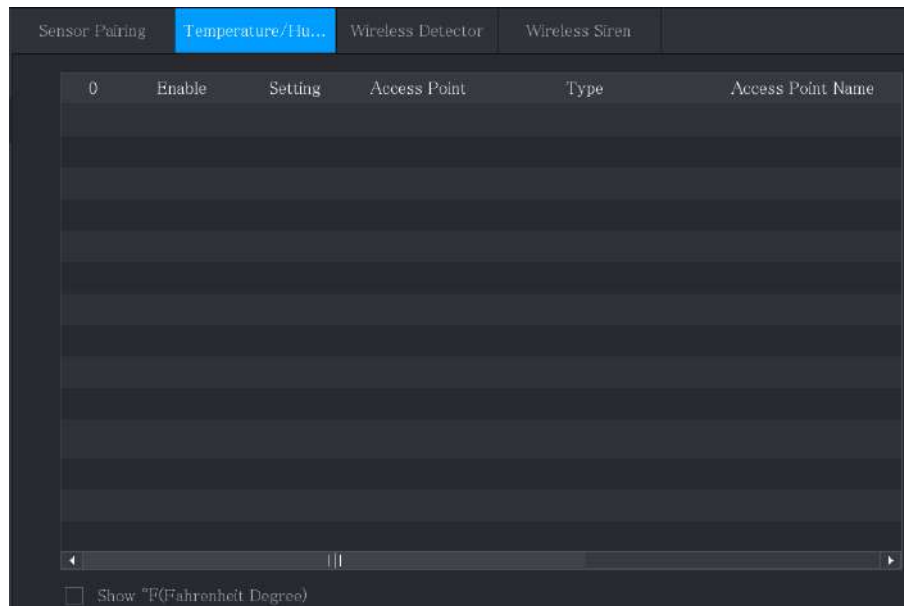 Sensor Pairing Temperature/Hu... Wireless Detector Wireless Siren
0 Enable Setting Access Point Type Access Point Name
Show °F(Fahrenheit Degree)